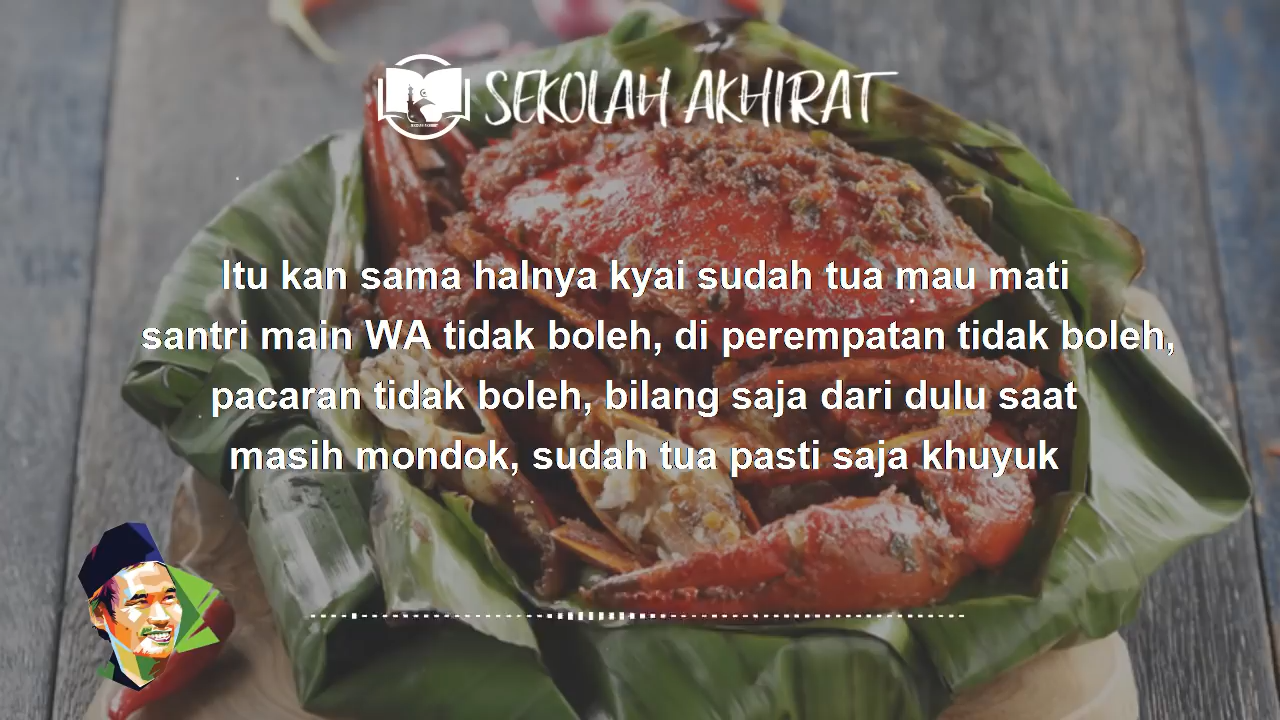 SEKOLAH AKHIRAT
Itu kan sama halnya kyai sudah tua mau mati
santri main WA tidak boleh, di perempatan tidak boleh,
pacaran tidak boleh, bilang saja dari dulu saat
masih mondok, sudah tua pasti saja khuyuk